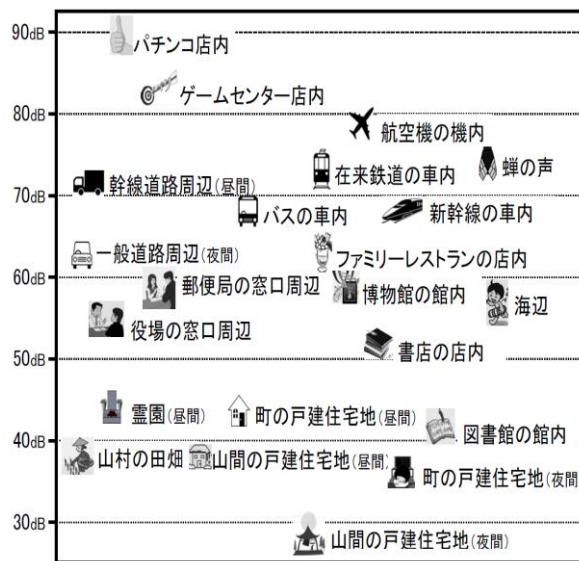 90dB
パチンコ店内
ゲームセンター店内
80dB
航空機の機内
在来鉄道の車内
蝉の声
幹線道路周辺(昼間)
70dB
バスの車内
新幹線の車内
一般道路周辺(夜間)
ファミリーレストランの店内
60dB
郵便局の窓口周辺
博物館の館内
海辺
役場の窓口周辺
書店の店内
50dB
霊園(昼間)
町の戸建住宅地(昼間)
図書館の館内
40dB
山村の田畑
山間の戸建住宅地(昼間)
町の戸建住宅地(夜間
30dB
山間の戸建住宅地(夜間)